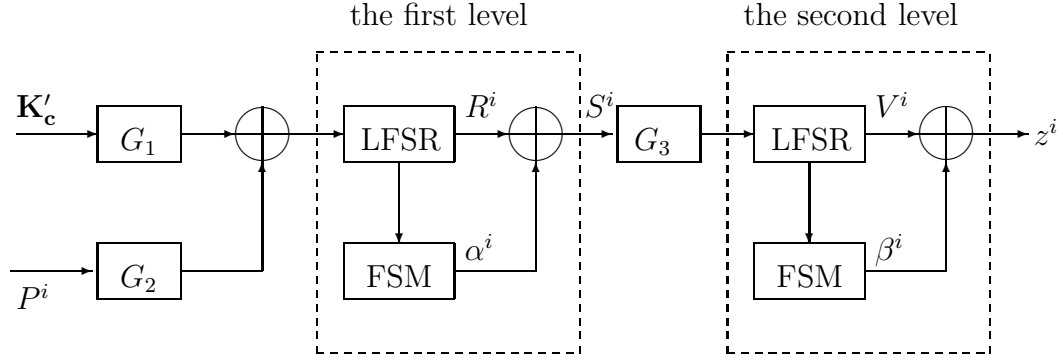 the first level
the second level
K′c
G1
LFSR
R^i
S^i
G3
LFSR
V^i
z^i
P^i
G2
FSM
α^i
FSM
β^i